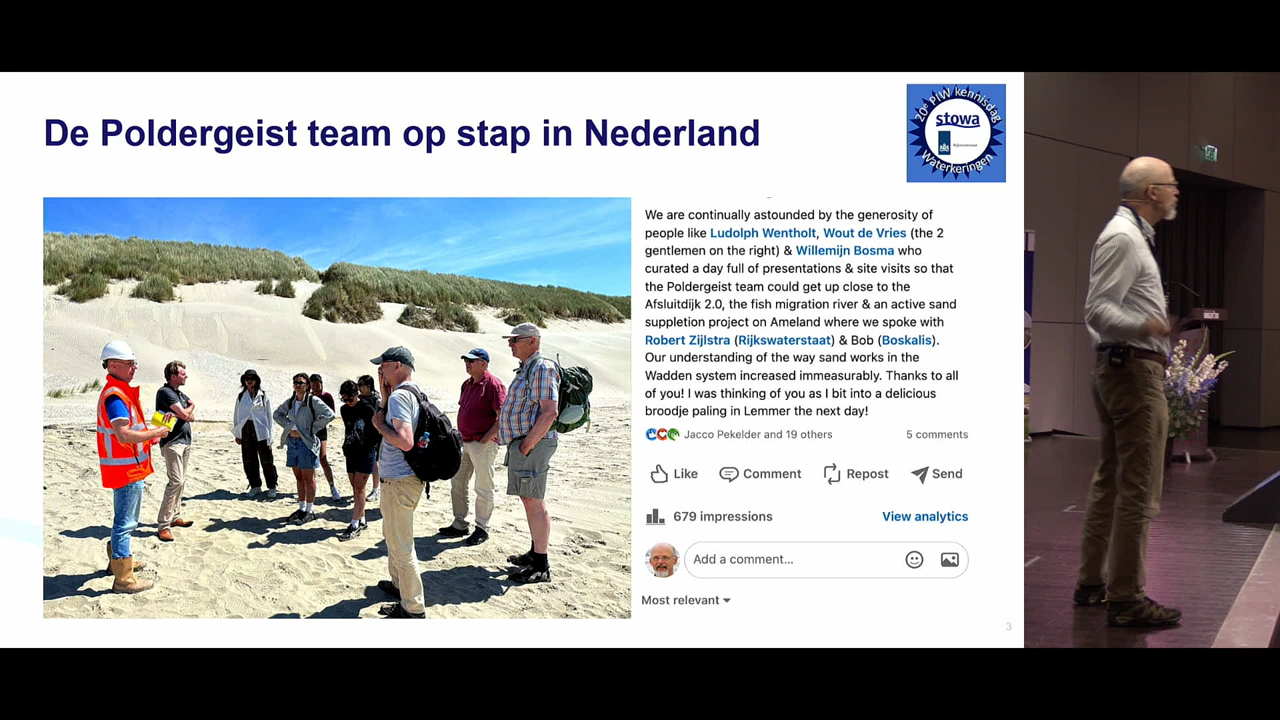 De Poldergeist team op stap in Nederland
20e PIW kennisdag
stowa
Rijkswaterstaat
Waterkeringen
We are continually astounded by the generosity of
people like Ludolph Wentholt, Wout de Vries (the 2
gentlemen on the right) & Willemijn Bosma who
curated a day full of presentations & site visits so that
the Poldergeist team could get up close to the
Afsluitdijk 2.0, the fish migration river & an active sand
suppletion project on Ameland where we spoke with
Robert Zijlstra (Rijkswaterstaat) & Bob (Boskalis).
Our understanding of the way sand works in the
Wadden system increased immeasurably. Thanks to all
of you! I was thinking of you as I bit into a delicious
broodje paling in Lemmer the next day!
Jacco Pekelder and 19 others
5 comments
Like
Comment
Repost
Send
679 impressions
View analytics
Add a comment...
Most relevant
3